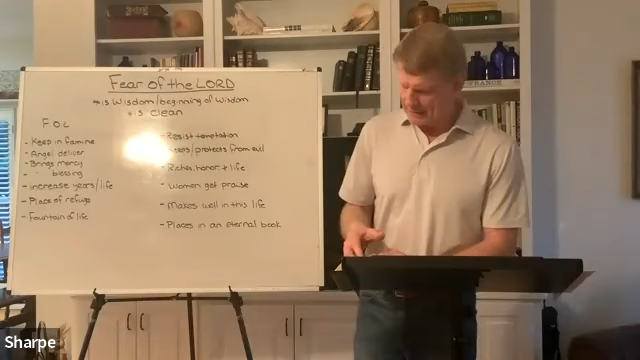 Fear of the LORD
is Wisdom/beginning of Wisdom
is clean
F.O.L
- Keep in famine
- Angel deliver
- Brings Mercy
- " blessing
- increase years/life
- Place of refuge
- Fountain of life
- Resist temptation
/protects from evil
- Riches, honor + life
- Women get praise
- Makes well in this life
- Places in an eternal book
FRANCE
Sharpe